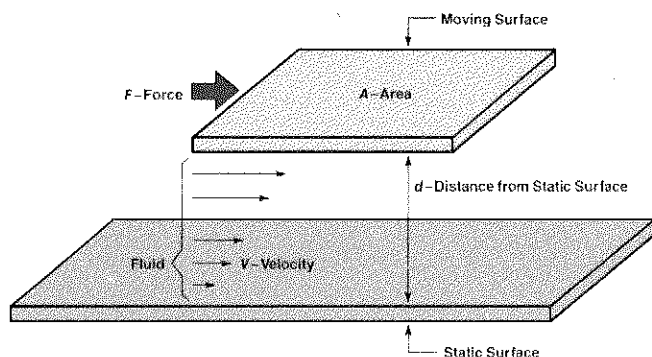 Moving Surface
F–Force
A–Area
d–Distance from Static Surface
Fluid
V–Velocity
Static Surface